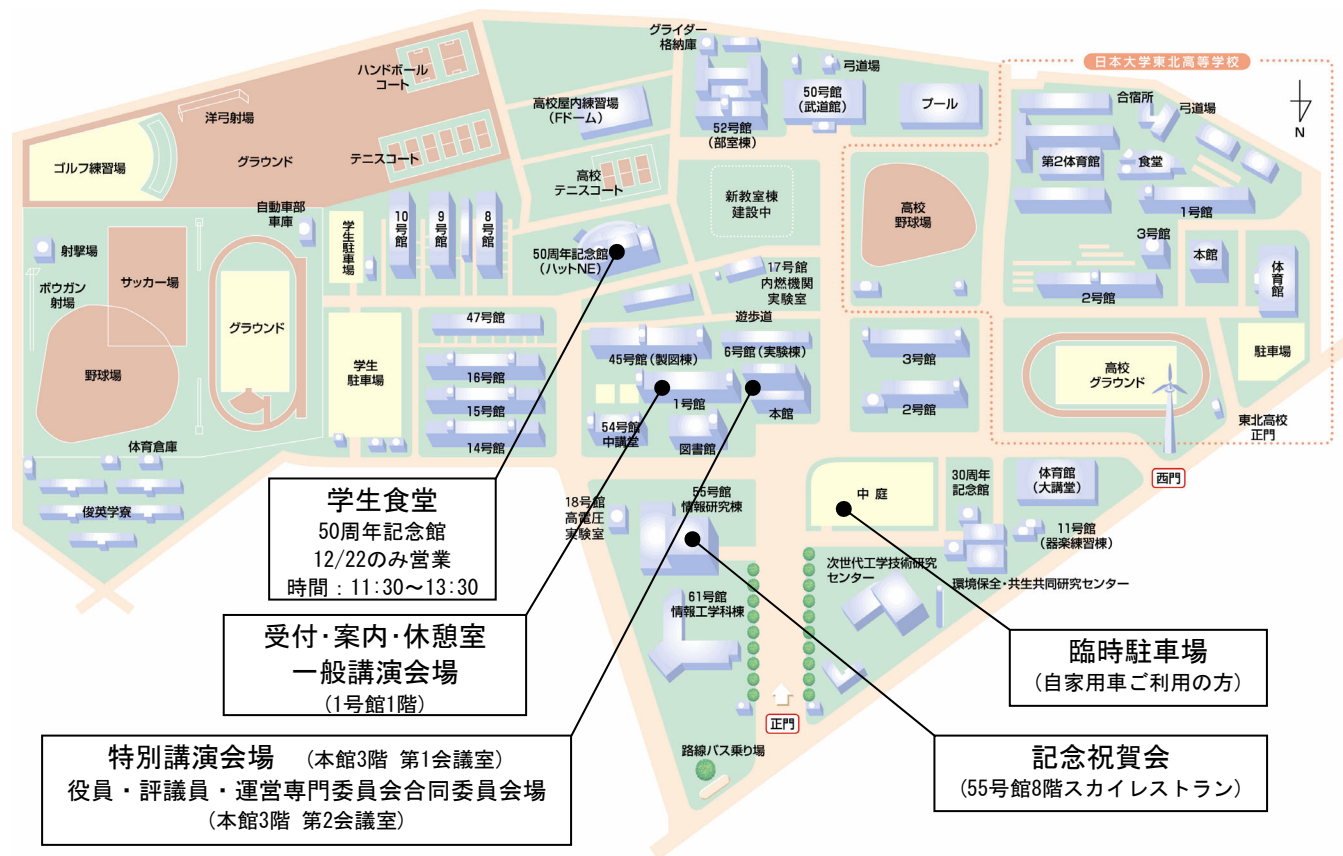 グライダー
格納庫
ハンドボール
コート
洋弓射場
高校屋内練習場
(Fドーム)
52号館
(部室棟)
弓道場
50号館
(武道館)
プール
日本大学東北高等学校
合宿所
弓道場
N
ゴルフ練習場
グラウンド
テニスコート
高校
テニスコート
新教室棟
建設中
高校
野球場
第2体育館
食堂
1号館
自動車部
車庫
学生駐車場
10号館
9号館
8号館
50周年記念館
(ハットNE)
17号館
内燃機関
実験室
3号館
本館
体育館
2号館
射撃場
ボウガン
射場
サッカー場
グラウンド
野球場
学生
駐車場
47号館
16号館
15号館
14号館
遊歩道
45号館(製図棟)
6号館(実験棟)
1号館
本館
54号館
中講堂
図書館
3号館
2号館
高校
グラウンド
駐車場
東北高校
正門
西門
体育倉庫
俊英学寮
18号館
高電圧
実験室
55号館
情報研究棟
中庭
30周年
記念館
体育館
(大講堂)
11号館
(器楽練習棟)
次世代工学技術研究
センター
環境保全・共生共同研究センター
61号館
情報工学科棟
正門
路線バス乗り場
学生食堂
50周年記念館
12/22のみ営業
時間:11:30~13:30
受付・案内・休憩室
一般講演会場
(1号館1階)
特別講演会場 (本館3階 第1会議室)
役員・評議員・運営専門委員会合同委員会場
(本館3階 第2会議室)
臨時駐車場
(自家用車ご利用の方)
記念祝賀会
(55号館8階スカイレストラン)